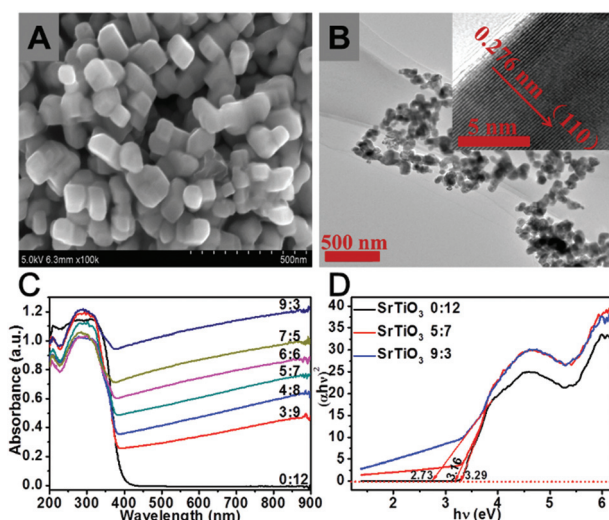 A
5.0kV 6.3mm x100k 500nm
B
0.276 nm
(110)
5 nm
500 nm
C
Absorbance (a.u.)
1.2
1.0
0.8
0.6
0.4
0.2
0.0
9:3
7:5
6:6
5:7
4:8
3:9
0:12
200 300 400 500 600 700 800 900
Wavelength (nm)
D
(αhν)²
40
35
30
25
20
15
10
5
0
SrTiO₃ 0:12
SrTiO₃ 5:7
SrTiO₃ 9:3
2.73 3.16 3.29
2 3 4 5 6
hν (eV)